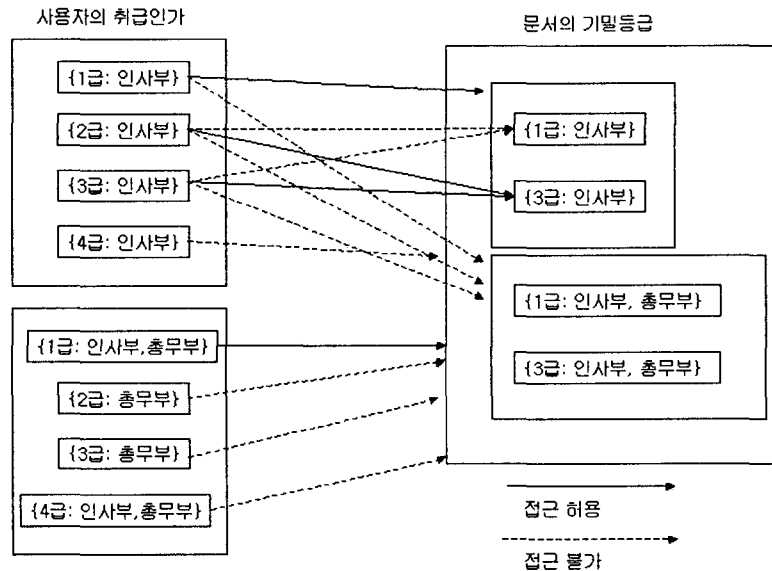 사용자의 취급인가
{1급: 인사부}
{2급: 인사부}
{3급: 인사부}
{4급: 인사부}
{1급: 인사부,총무부}
{2급: 총무부}
{3급: 총무부}
{4급: 인사부,총무부}
문서의 기밀등급
{1급: 인사부}
{3급: 인사부}
{1급: 인사부, 총무부}
{3급: 인사부, 총무부}
접근 허용
접근 불가